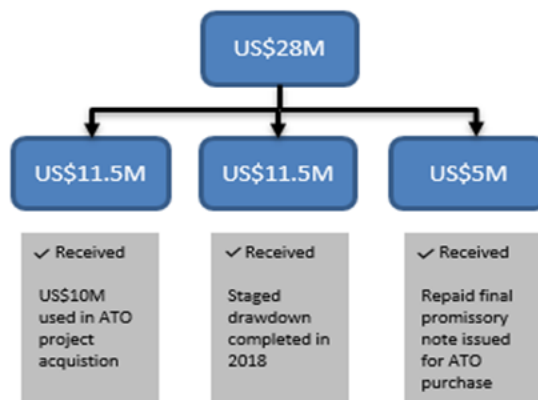 US$28M
US$11.5M
US$11.5M
US$5M
✓ Received
US$10M
used in ATO
project
acquistion
✓ Received
Staged
drawdown
completed in
2018
✓ Received
Repaid final
promissory
note issued
for ATO
purchase